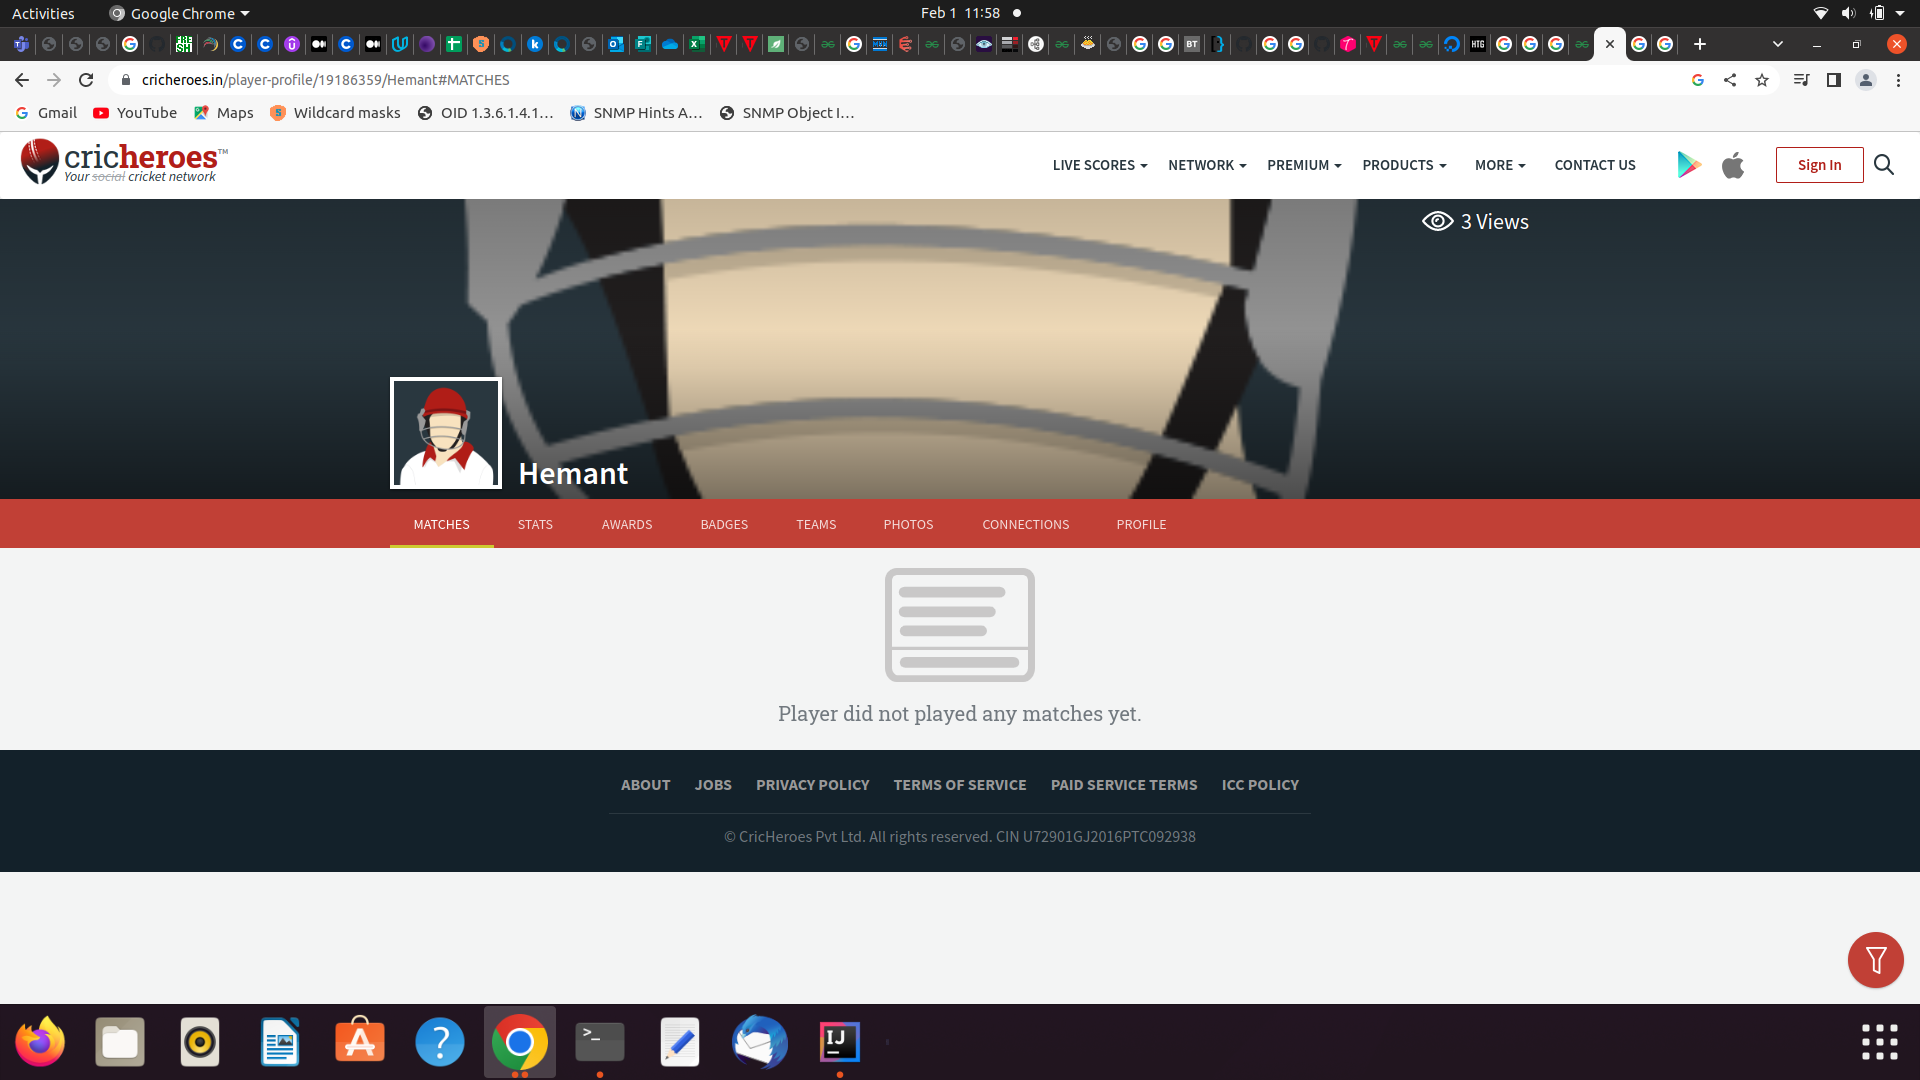 Activities
Google Chrome
Feb 1 11:58
cricheroes.in/player-profile/19186359/Hemant#MATCHES
Gmail
YouTube
Maps
Wildcard masks
OID 1.3.6.1.4.1...
SNMP Hints A...
SNMP Object I...
cricheroes™
Your social cricket network
LIVE SCORES
NETWORK
PREMIUM
PRODUCTS
MORE
CONTACT US
Sign In
3 Views
Hemant
MATCHES
STATS
AWARDS
BADGES
TEAMS
PHOTOS
CONNECTIONS
PROFILE
Player did not played any matches yet.
ABOUT
JOBS
PRIVACY POLICY
TERMS OF SERVICE
PAID SERVICE TERMS
ICC POLICY
© CricHeroes Pvt Ltd. All rights reserved. CIN U72901GJ2016PTC092938